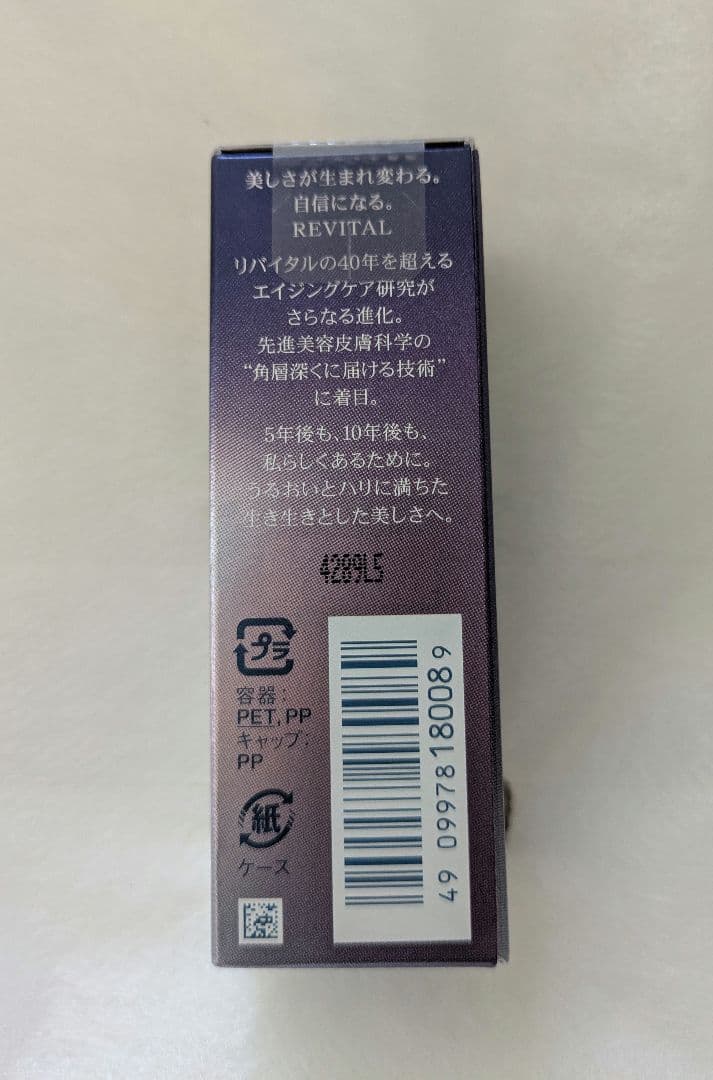 美しさが生まれ変わる。
自信になる。
REVITAL
リバイタルの40年を超える
エイジングケア研究が
さらなる進化。
先進美容皮膚科学の
“角層深くに届ける技術”
に着目。
5年後も、10年後も、
私らしくあるために。
うるおいとハリに満ちた
生き生きとした美しさへ。
4289L5
プラ
容器:
PET, PP
キャップ:
PP
紙
ケース
49 09978 180089